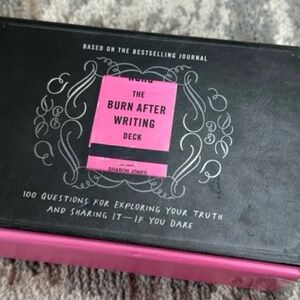 BASED ON THE BESTSELLING JOURNAL
THE
BURN AFTER
WRITING
DECK
SHARON JONES
100 QUESTIONS FOR EXPLORING YOUR TRUTH
AND SHARING IT—IF YOU DARE